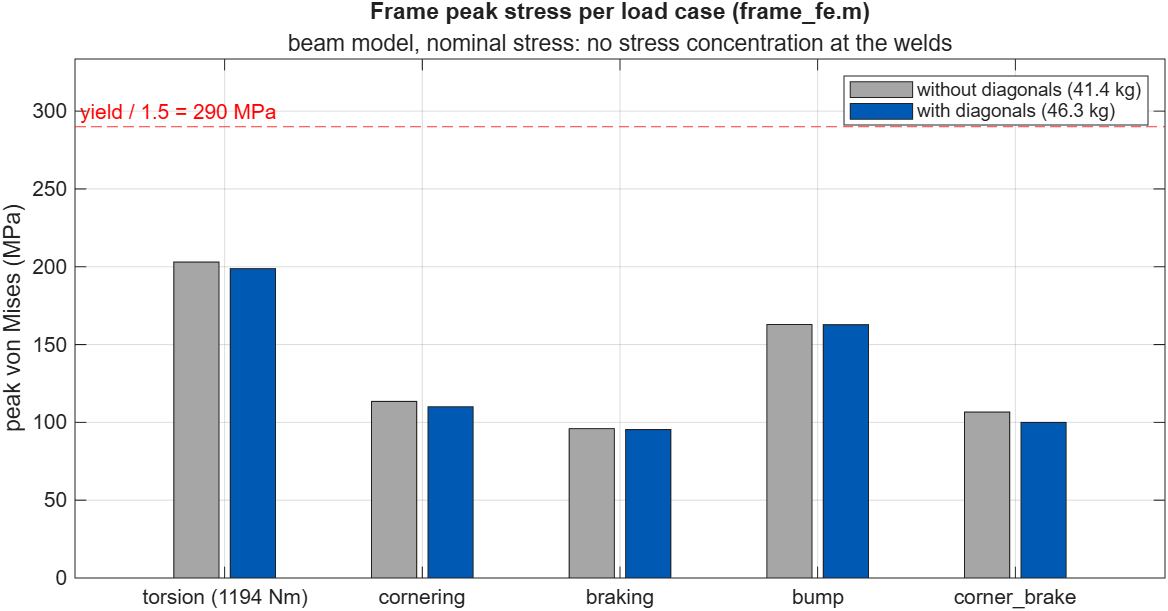 Frame peak stress per load case (frame_fe.m)
beam model, nominal stress: no stress concentration at the welds
without diagonals (41.4 kg)
with diagonals (46.3 kg)
yield / 1.5 = 290 MPa
peak von Mises (MPa)
300
250
200
150
100
50
0
torsion (1194 Nm)
cornering
braking
bump
corner_brake